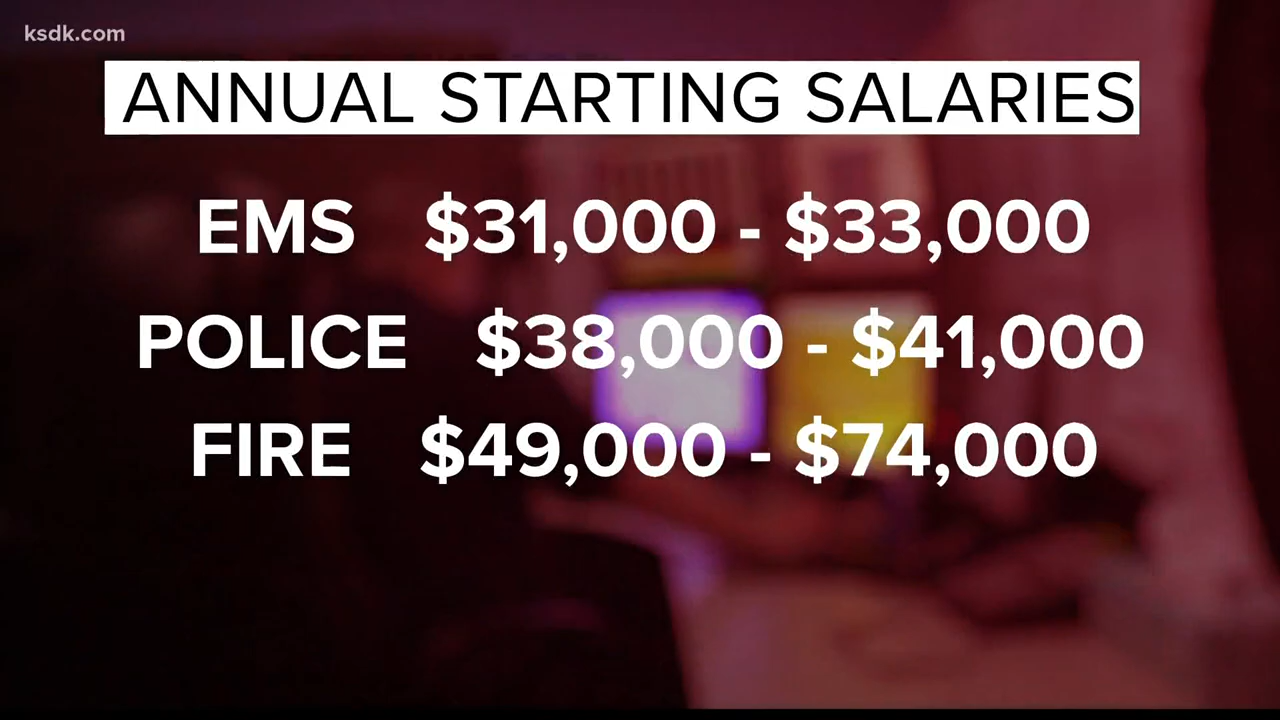 ksdk.com
ANNUAL STARTING SALARIES
EMS $31,000 - $33,000
POLICE $38,000 - $41,000
FIRE $49,000 - $74,000